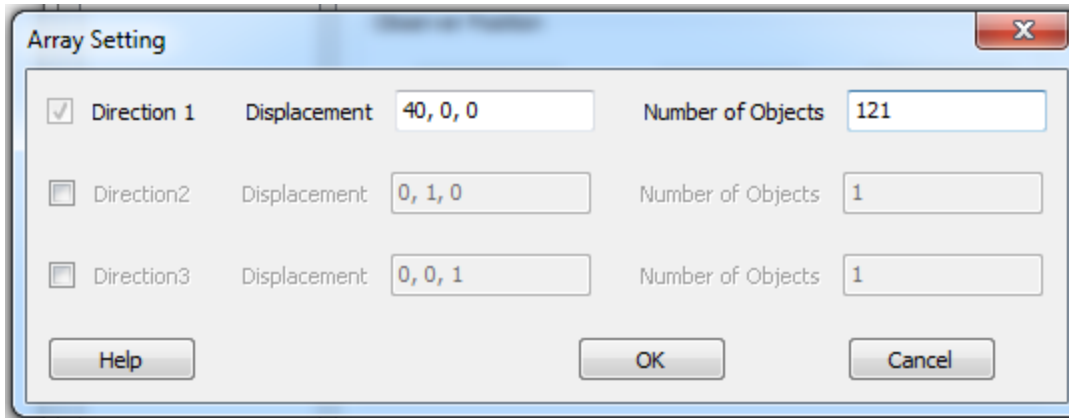 Array Setting
Direction 1 Displacement 40, 0, 0 Number of Objects 121
Direction2 Displacement 0, 1, 0 Number of Objects 1
Direction3 Displacement 0, 0, 1 Number of Objects 1
Help OK Cancel